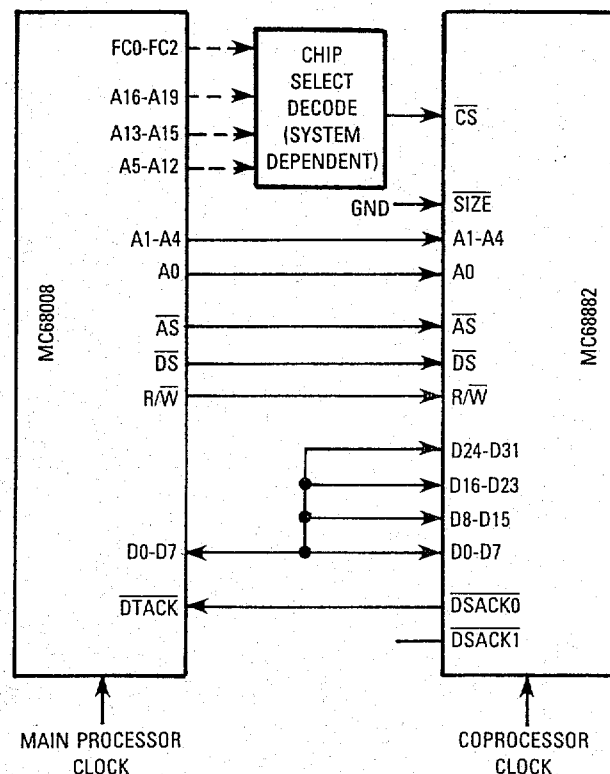 FC0-FC2
A16-A19
A13-A15
A5-A12
CHIP
SELECT
DECODE
(SYSTEM
DEPENDENT)
CS
GND
SIZE
A1-A4
A1-A4
A0
A0
AS
AS
DS
DS
R/W
R/W
MC68008
MC68882
D24-D31
D16-D23
D8-D15
D0-D7
D0-D7
DTACK
DSACK0
DSACK1
MAIN PROCESSOR
CLOCK
COPROCESSOR
CLOCK